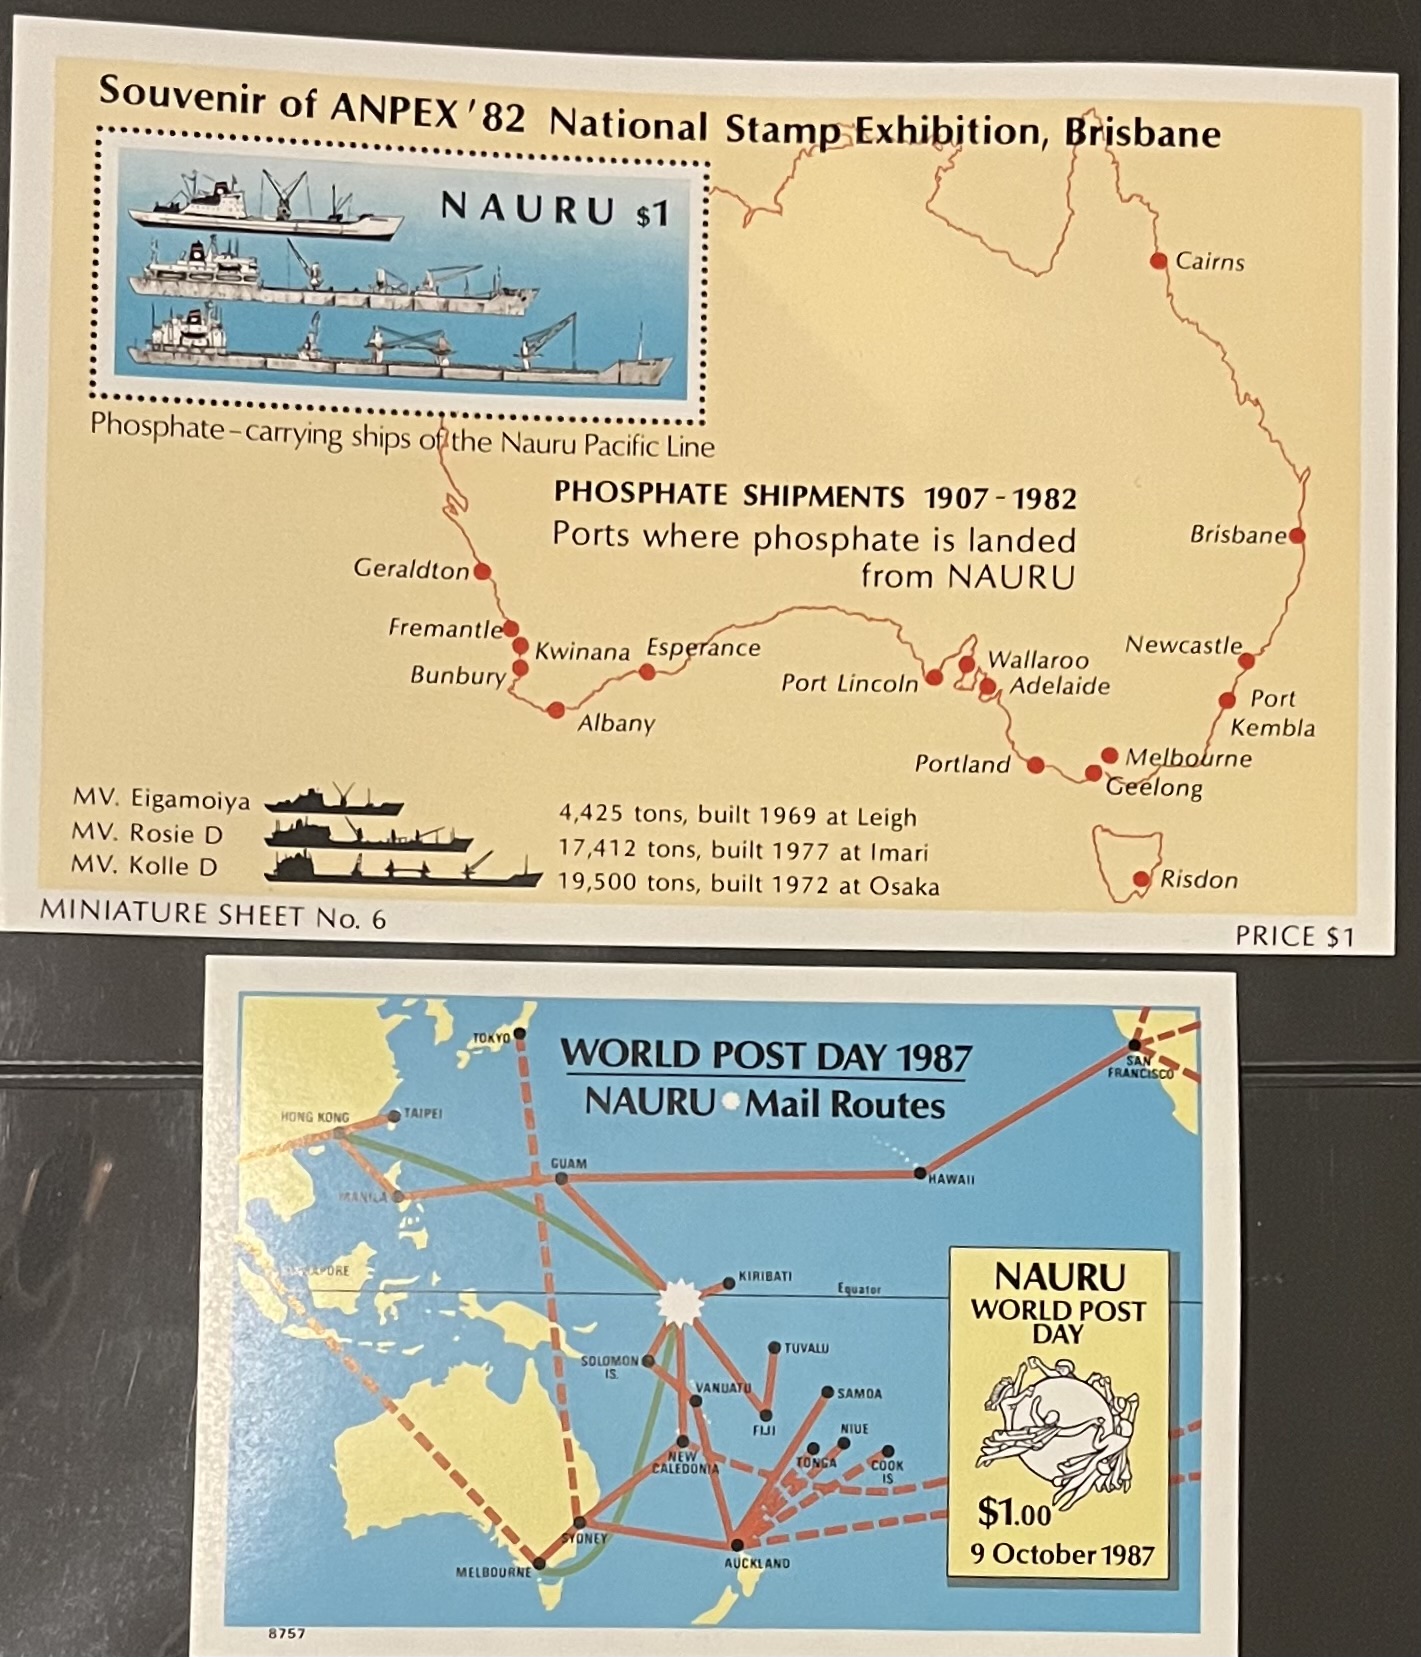 Souvenir of ANPEX '82 National Stamp Exhibition, Brisbane
NAURU $1
Cairns
Phosphate-carrying ships of the Nauru Pacific Line
PHOSPHATE SHIPMENTS 1907-1982
Ports where phosphate is landed
from NAURU
Brisbane
Geraldton
Fremantle
Kwinana
Esperance
Bunbury
Albany
Port Lincoln
Wallaroo
Adelaide
Newcastle
Port
Kembla
Portland
Melbourne
Geelong
Risdon
MV. Eigamoiya
4,425 tons, built 1969 at Leigh
MV. Rosie D
17,412 tons, built 1977 at Imari
MV. Kolle D
19,500 tons, built 1972 at Osaka
MINIATURE SHEET No. 6
PRICE $1
TOKYO
WORLD POST DAY 1987
NAURU Mail Routes
SAN
FRANCISCO
HONG KONG
TAIPEI
GUAM
HAWAII
MANILA
KIRIBATI
Equator
SOLOMON
IS.
TUVALU
VANUATU
SAMOA
FIJI
NIUE
NEW
CALEDONIA
TONGA
COOK
IS
SYDNEY
MELBOURNE
AUCKLAND
NAURU
WORLD POST
DAY
$1.00
9 October 1987
8757